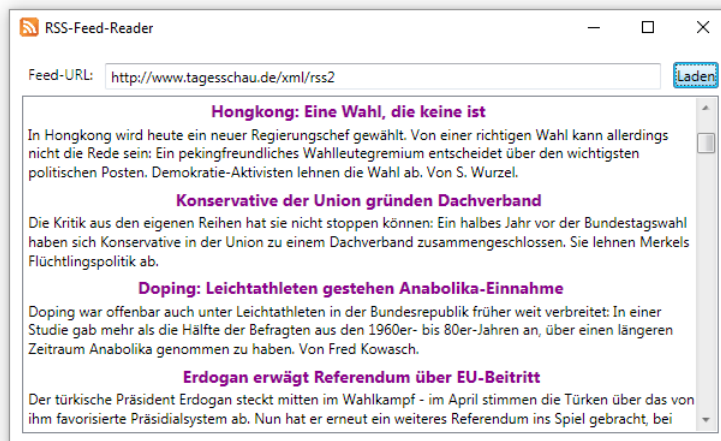 RSS-Feed-Reader
Feed-URL: http://www.tagesschau.de/xml/rss2 Laden
Hongkong: Eine Wahl, die keine ist
In Hongkong wird heute ein neuer Regierungschef gewählt. Von einer richtigen Wahl kann allerdings
nicht die Rede sein: Ein pekingfreundliches Wahlleutegremium entscheidet über den wichtigsten
politischen Posten. Demokratie-Aktivisten lehnen die Wahl ab. Von S. Wurzel.
Konservative der Union gründen Dachverband
Die Kritik aus den eigenen Reihen hat sie nicht stoppen können: Ein halbes Jahr vor der Bundestagswahl
haben sich Konservative in der Union zu einem Dachverband zusammengeschlossen. Sie lehnen Merkels
Flüchtlingspolitik ab.
Doping: Leichtathleten gestehen Anabolika-Einnahme
Doping war offenbar auch unter Leichtathleten in der Bundesrepublik früher weit verbreitet: In einer
Studie gab mehr als die Hälfte der Befragten aus den 1960er- bis 80er-Jahren an, über einen längeren
Zeitraum Anabolika genommen zu haben. Von Fred Kowasch.
Erdogan erwägt Referendum über EU-Beitritt
Der türkische Präsident Erdogan steckt mitten im Wahlkampf - im April stimmen die Türken über das von
ihm favorisierte Präsidialsystem ab. Nun hat er erneut ein weiteres Referendum ins Spiel gebracht, bei